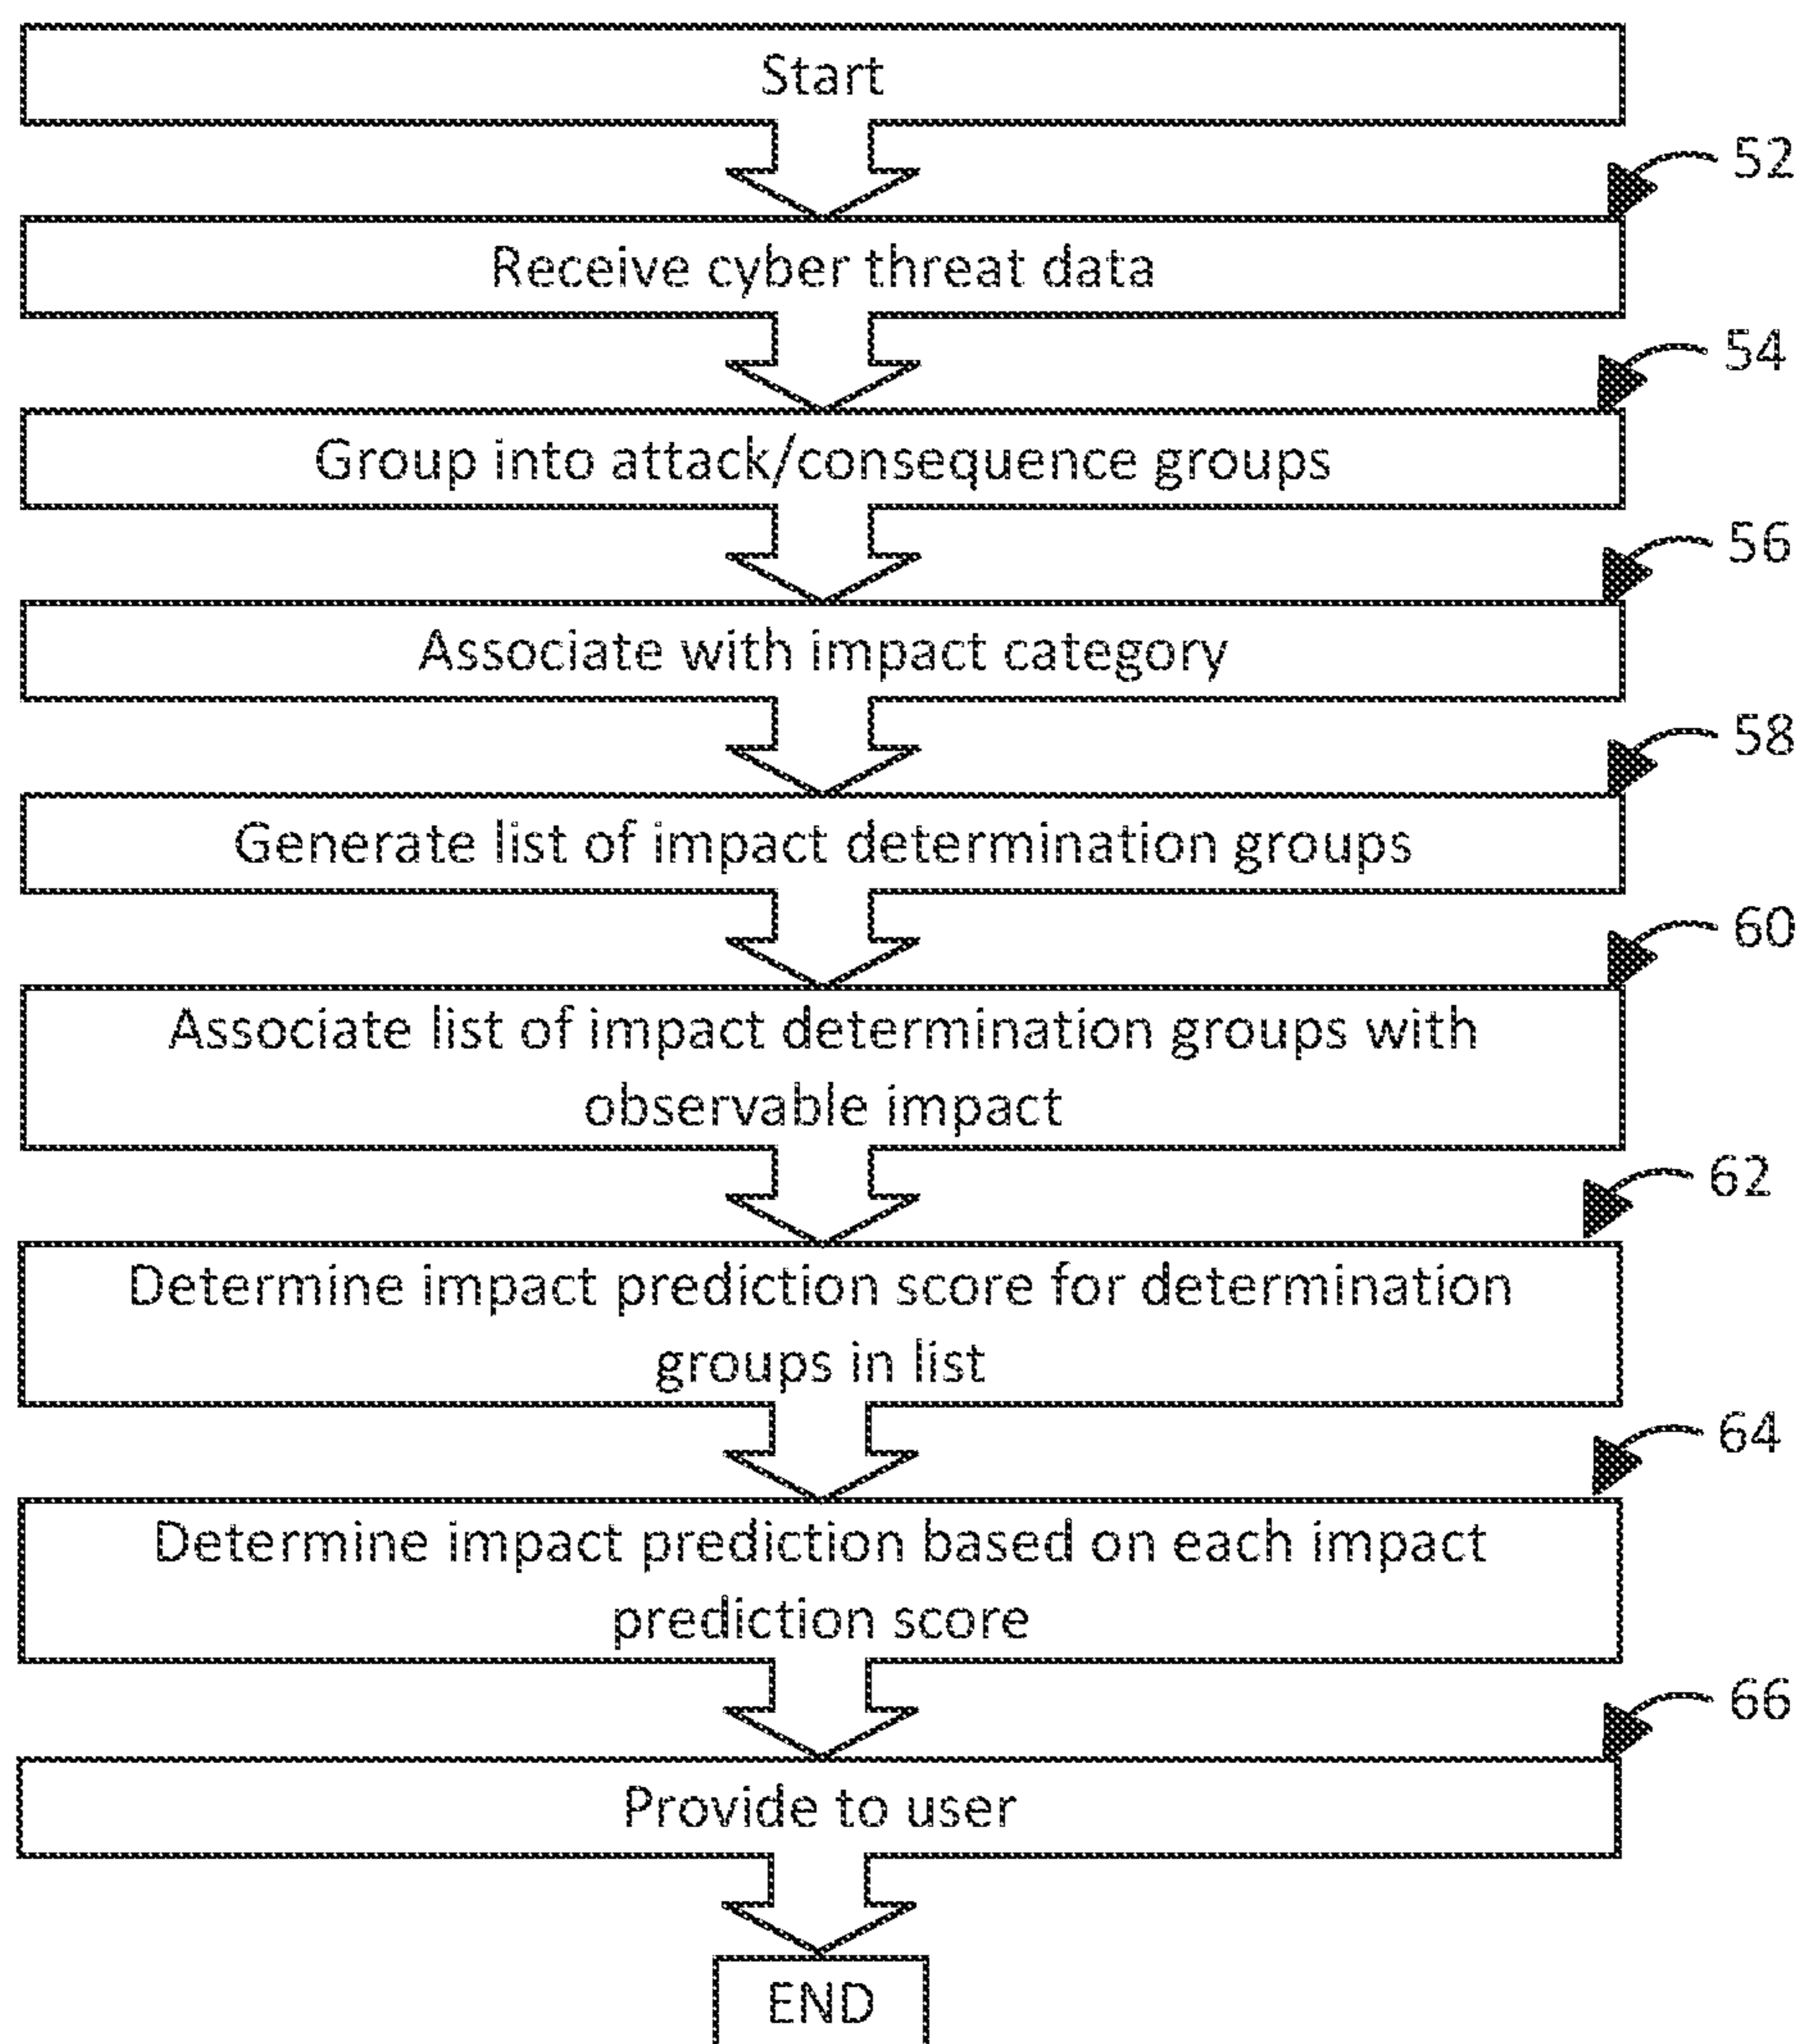 Start
52
Receive cyber threat data
54
Group into attack/consequence groups
56
Associate with impact category
58
Generate list of impact determination groups
60
Associate list of impact determination groups with
observable impact
62
Determine impact prediction score for determination
groups in list
64
Determine impact prediction based on each impact
prediction score
66
Provide to user
END